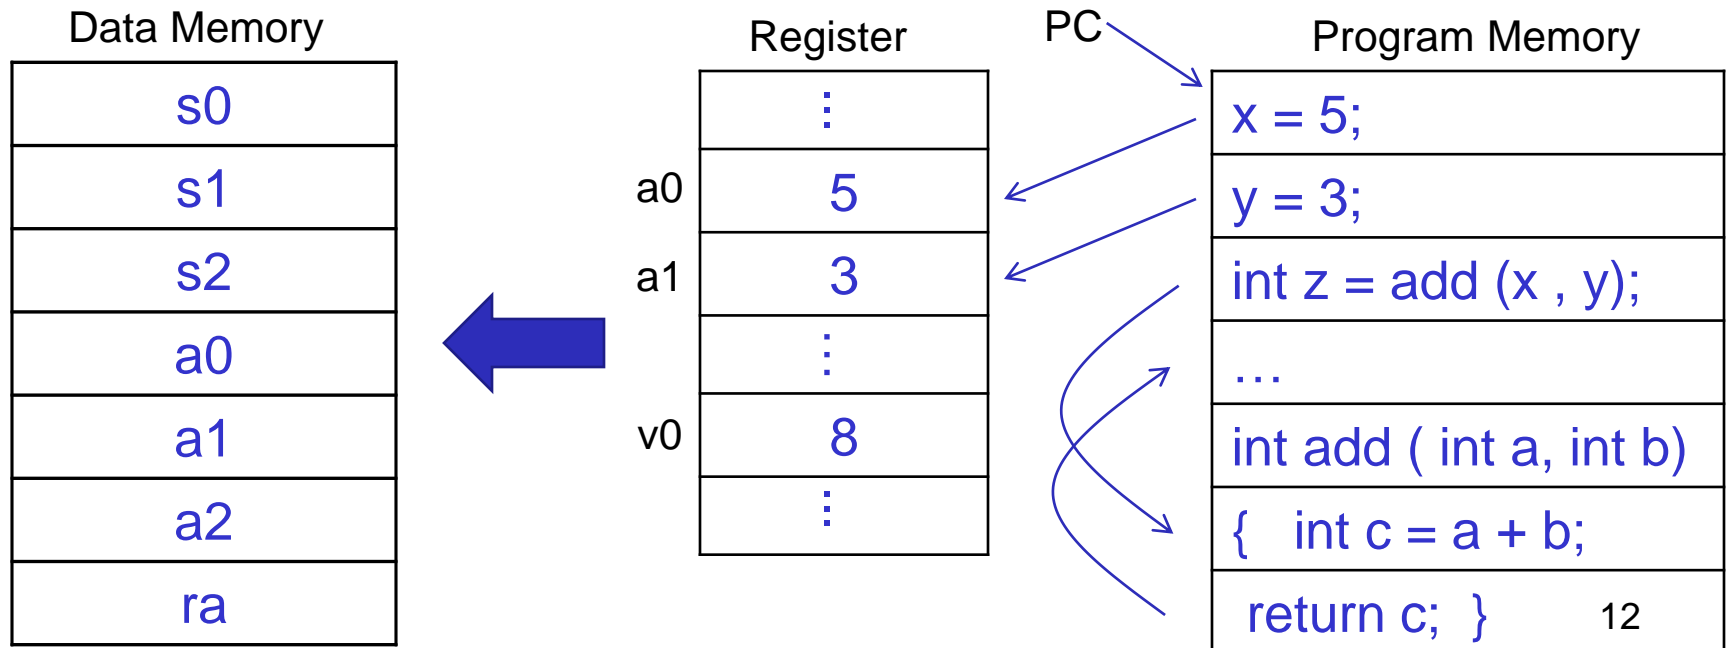 Data Memory
s0
s1
s2
a0
a1
a2
ra
Register
⋮
a0 5
a1 3
⋮
v0 8
⋮
PC
Program Memory
x = 5;
y = 3;
int z = add (x , y);
…
int add ( int a, int b)
{ int c = a + b;
return c; }
12